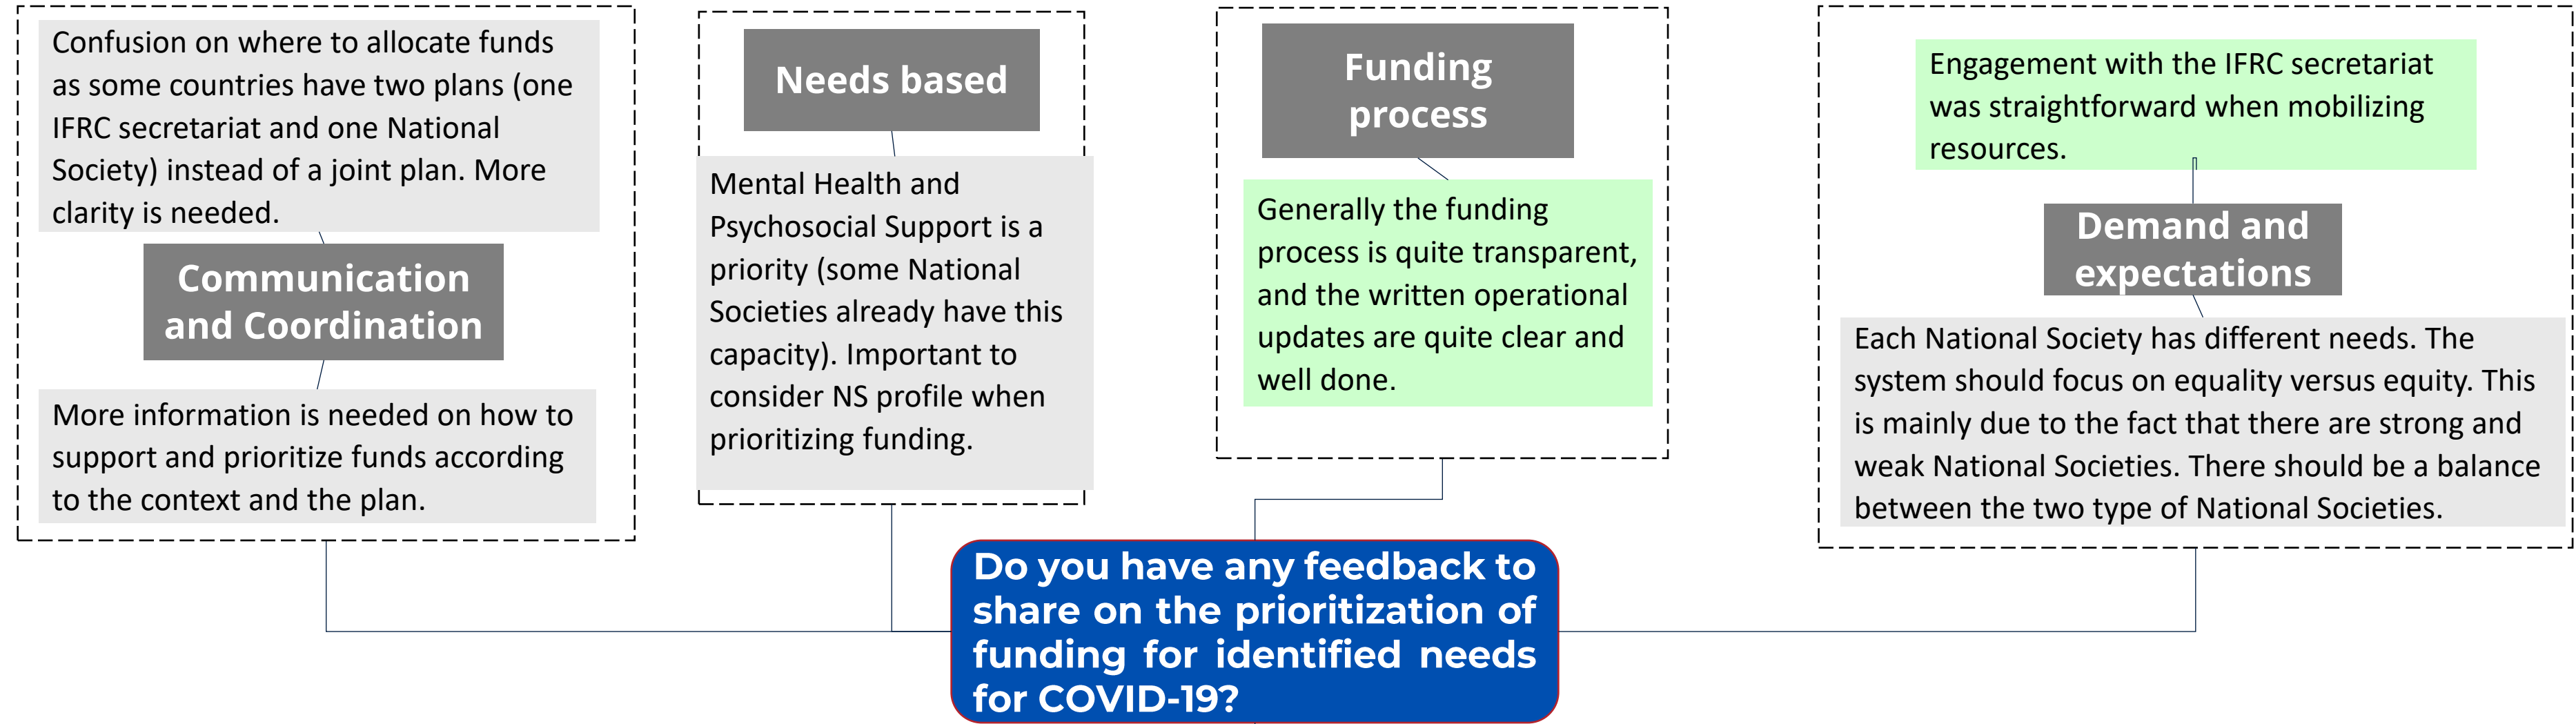 Confusion on where to allocate funds
as some countries have two plans (one
IFRC secretariat and one National
Society) instead of a joint plan. More
clarity is needed.
Communication
and Coordination
More information is needed on how to
support and prioritize funds according
to the context and the plan.
Needs based
Mental Health and
Psychosocial Support is a
priority (some National
Societies already have this
capacity). Important to
consider NS profile when
prioritizing funding.
Funding
process
Generally the funding
process is quite transparent,
and the written operational
updates are quite clear and
well done.
Engagement with the IFRC secretariat
was straightforward when mobilizing
resources.
Demand and
expectations
Each National Society has different needs. The
system should focus on equality versus equity. This
is mainly due to the fact that there are strong and
weak National Societies. There should be a balance
between the two type of National Societies.
Do you have any feedback to
share on the prioritization of
funding for identified needs
for COVID-19?